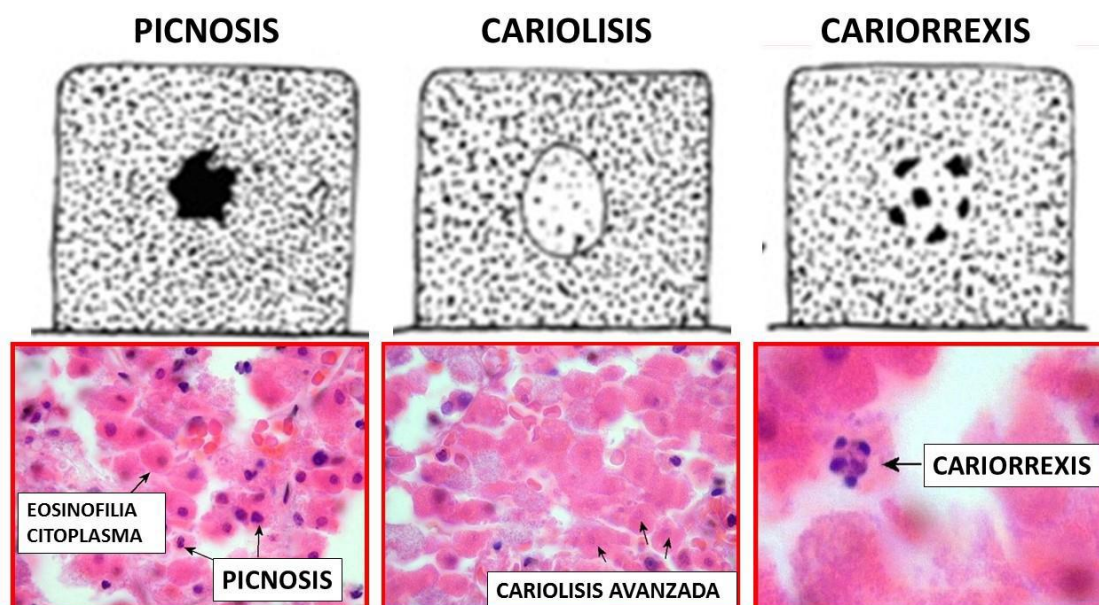 PICNOSIS
CARIOLISIS
CARIORREXIS
EOSINOFILIA
CITOPLASMA
PICNOSIS
CARIOLISIS AVANZADA
CARIORREXIS